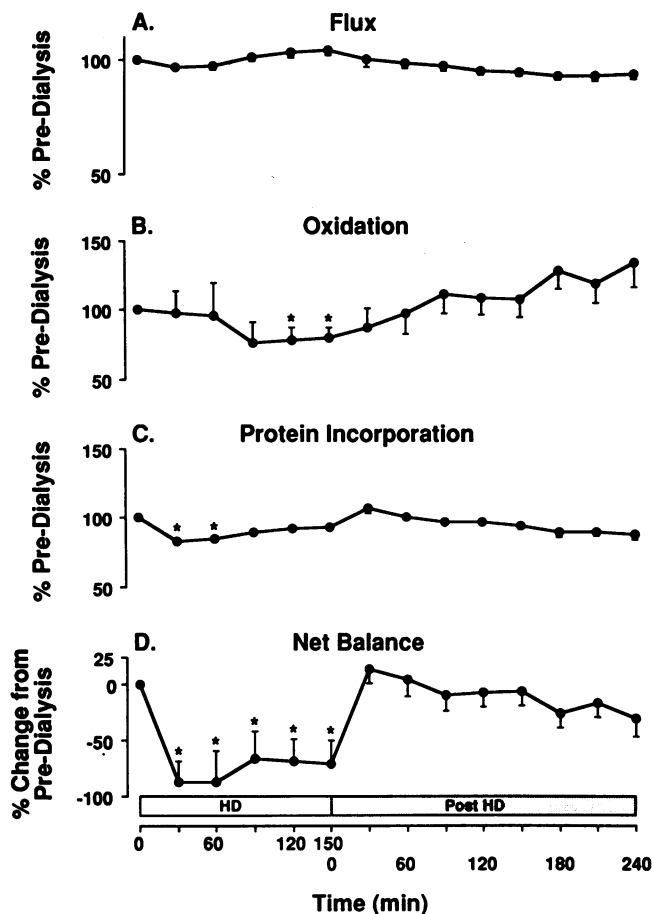 A. Flux
% Pre-Dialysis
100
50
B. Oxidation
% Pre-Dialysis
150
100
50
* *
C. Protein Incorporation
% Pre-Dialysis
150
100
50
* *
D. Net Balance
% Change from
Pre-Dialysis
25
0
-50
-100
* * * * *
HD Post HD
0 60 120 150 60 120 180 240
0
Time (min)